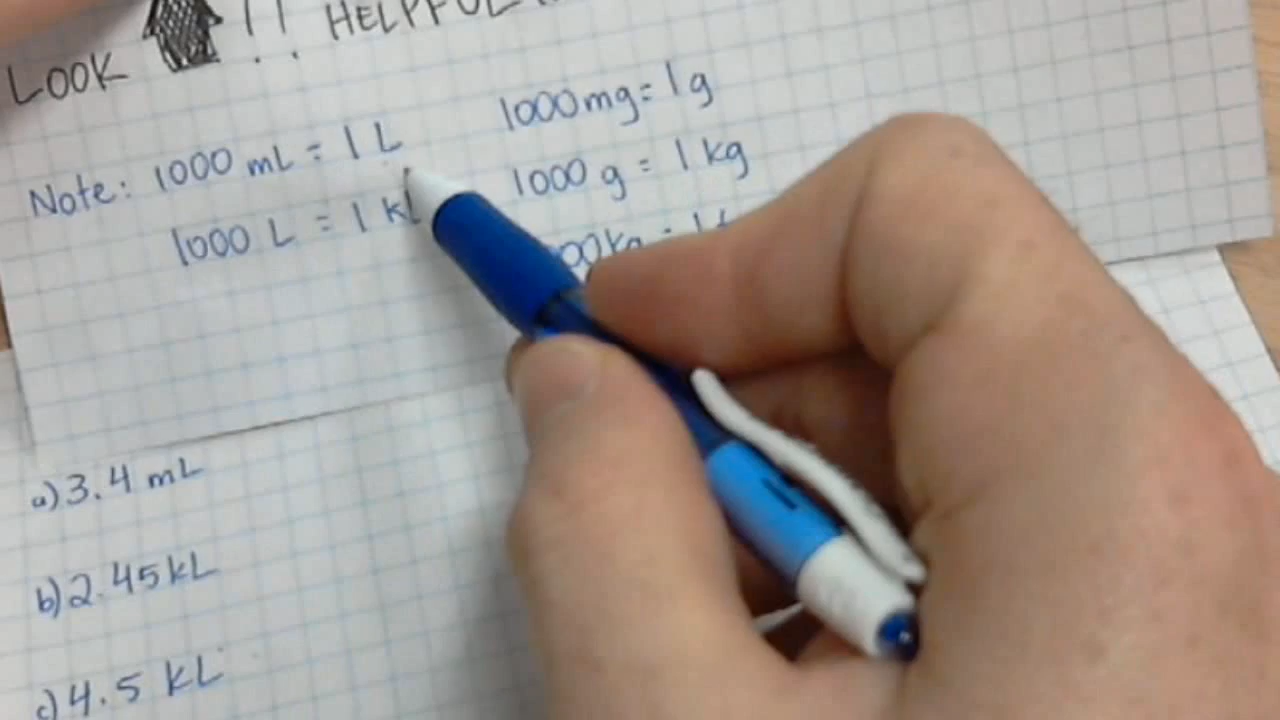 LOOK !! HELPFUL
Note: 1000 mL = 1 L
1000 L = 1 kL
1000mg = 1g
1000 g = 1 kg
a) 3.4 mL
b) 2.45 kL
c) 4.5 kL